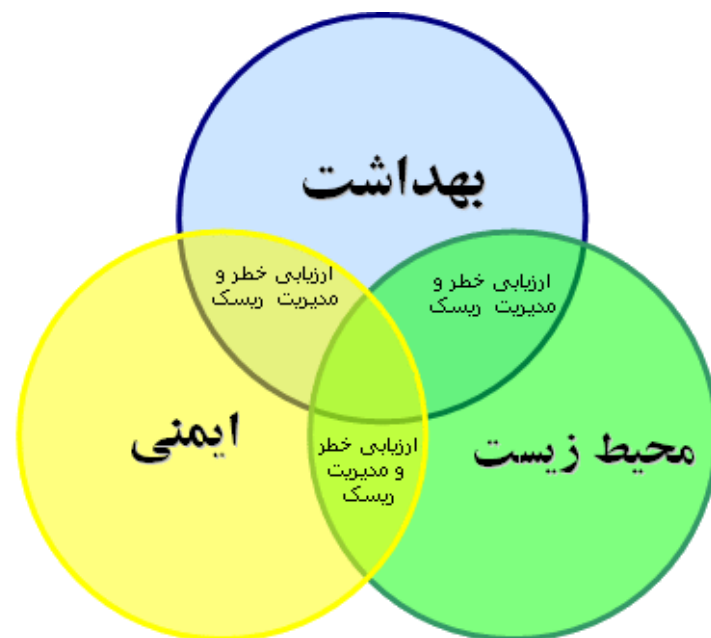 بهداشت
ارزیابی خطر و
مدیریت ریسک
ارزیابی خطر و
مدیریت ریسک
ایمنی
محیط زیست
ارزیابی خطر
و مدیریت
ریسک